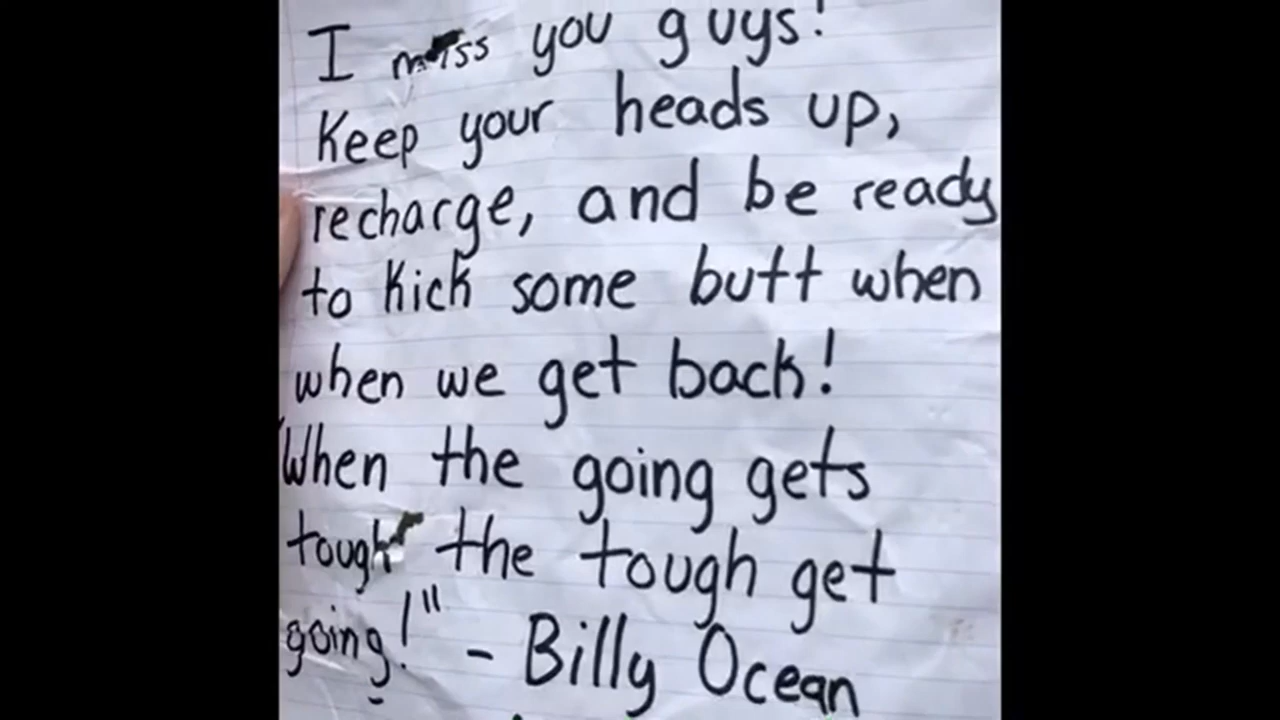 I miss you guys!
Keep your heads up,
recharge, and be ready
to kick some butt when
when we get back!
"When the going gets
tough the tough get
going!" - Billy Ocean